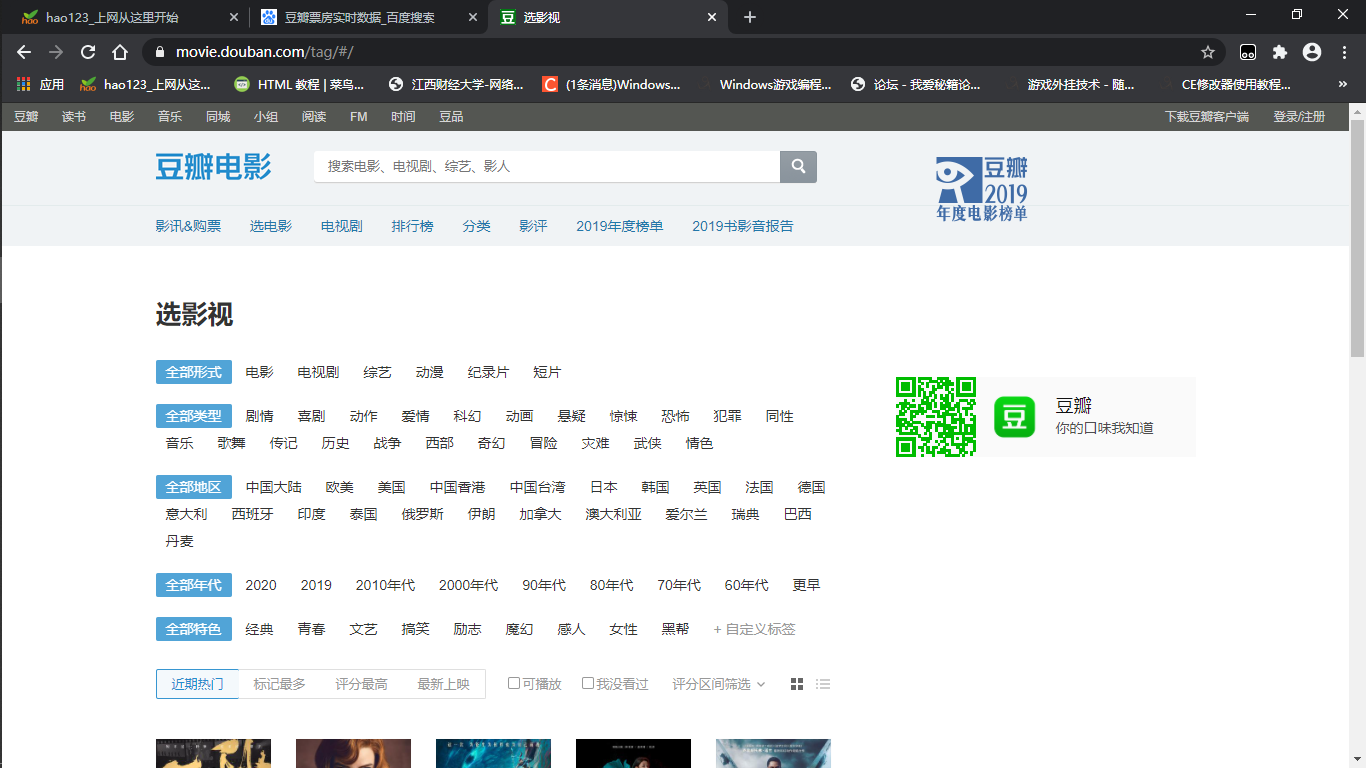 hao123_上网从这里开始 豆瓣票房实时数据_百度搜索 选影视
movie.douban.com/tag/#/
应用 hao123_上网从这... HTML 教程 | 菜鸟... 江西财经大学-网络... (1条消息)Windows... Windows游戏编程... 论坛 - 我爱秘籍论... 游戏外挂技术 - 随... CE修改器使用教程... »
豆瓣 读书 电影 音乐 同城 小组 阅读 FM 时间 豆品 下载豆瓣客户端 登录/注册
豆瓣电影 搜索电影、电视剧、综艺、影人
豆瓣
2019
年度电影榜单
影讯&购票 选电影 电视剧 排行榜 分类 影评 2019年度榜单 2019书影音报告
选影视
全部形式 电影 电视剧 综艺 动漫 纪录片 短片
全部类型 剧情 喜剧 动作 爱情 科幻 动画 悬疑 惊悚 恐怖 犯罪 同性
音乐 歌舞 传记 历史 战争 西部 奇幻 冒险 灾难 武侠 情色
豆 豆瓣
你的口味我知道
全部地区 中国大陆 欧美 美国 中国香港 中国台湾 日本 韩国 英国 法国 德国
意大利 西班牙 印度 泰国 俄罗斯 伊朗 加拿大 澳大利亚 爱尔兰 瑞典 巴西
丹麦
全部年代 2020 2019 2010年代 2000年代 90年代 80年代 70年代 60年代 更早
全部特色 经典 青春 文艺 搞笑 励志 魔幻 感人 女性 黑帮 + 自定义标签
近期热门 标记最多 评分最高 最新上映 可播放 我没看过 评分区间筛选